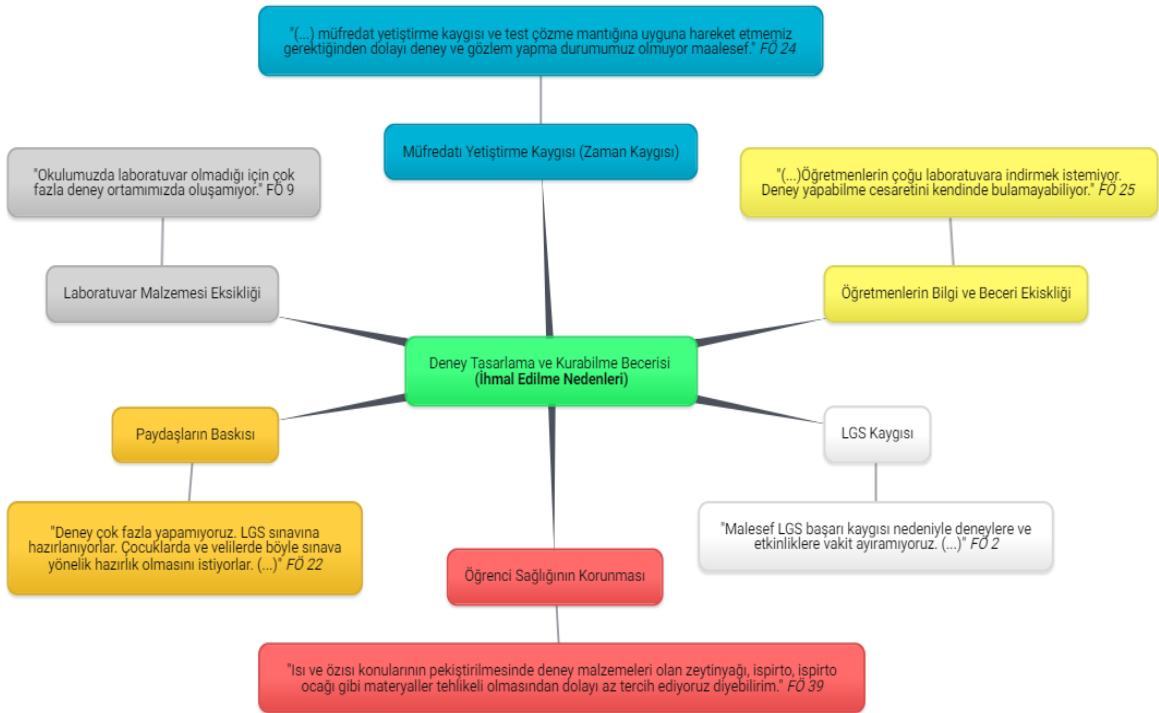 "(...) müfredat yetiştirme kaygısı ve test çözme mantığına uyguna hareket etmemiz
gerektiğinden dolayı deney ve gözlem yapma durumumuz olmuyor maalesef." FÖ 24
Müfredatı Yetiştirme Kaygısı (Zaman Kaygısı)
"Okulumuzda laboratuvar olmadığı için çok
fazla deney ortamımızda oluşamıyor." FÖ 9
"(...)Öğretmenlerin çoğu laboratuvara indirmek istemiyor.
Deney yapabilme cesaretini kendinde bulamayabiliyor." FÖ 25
Laboratuvar Malzemesi Eksikliği
Öğretmenlerin Bilgi ve Beceri Ekiskliği
Deney Tasarlama ve Kurabilme Becerisi
(İhmal Edilme Nedenleri)
Paydaşların Baskısı
LGS Kaygısı
"Deney çok fazla yapamıyoruz. LGS sınavına
hazırlanıyorlar. Çocuklarda ve velilerde böyle sınava
yönelik hazırlık olmasını istiyorlar. (...)" FÖ 22
"Malesef LGS başarı kaygısı nedeniyle deneylere ve
etkinliklere vakit ayıramıyoruz. (...)" FÖ 2
Öğrenci Sağlığının Korunması
"Isı ve özısı konularının pekiştirilmesinde deney malzemeleri olan zeytinyağı, ispirto, ispirto
ocağı gibi materyaller tehlikeli olmasından dolayı az tercih ediyoruz diyebilirim." FÖ 39